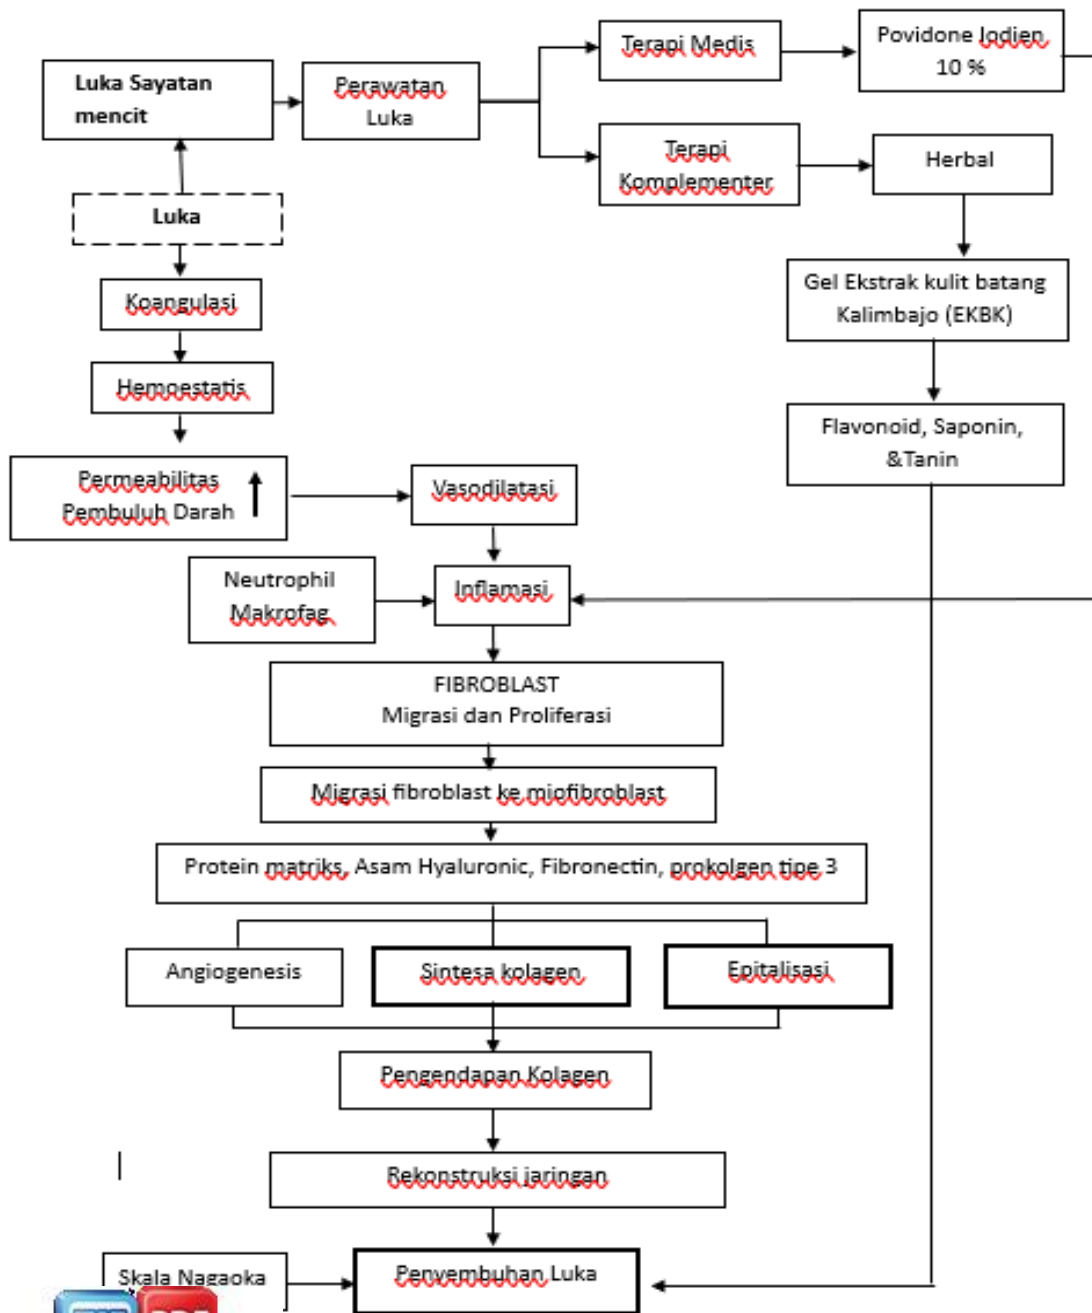 Luka Sayatan
mencit
Perawatan
Luka
Terapi Medis
Povidone Jodien
10 %
Terapi
Komplementer
Herbal
Luka
Gel Ekstrak kulit batang
Kalimbajo (EKBK)
Koangulasi
Hemoestatis
Flavonoid, Saponin,
&Tanin
Permeabilitas
Pembuluh Darah
Vasodilatasi
Neutrophil
Makrofag
Inflamasi
FIBROBLAST
Migrasi dan Proliferasi
Migrasi fibroblast ke miofibroblast
Protein matriks, Asam Hyaluronic, Fibronectin, prokolgen tipe 3
Angiogenesis
Sintesa kolagen
Epitalisasi
Pengendapan Kolagen
Rekonstruksi jaringan
Skala Nagaoka
Penyembuhan Luka